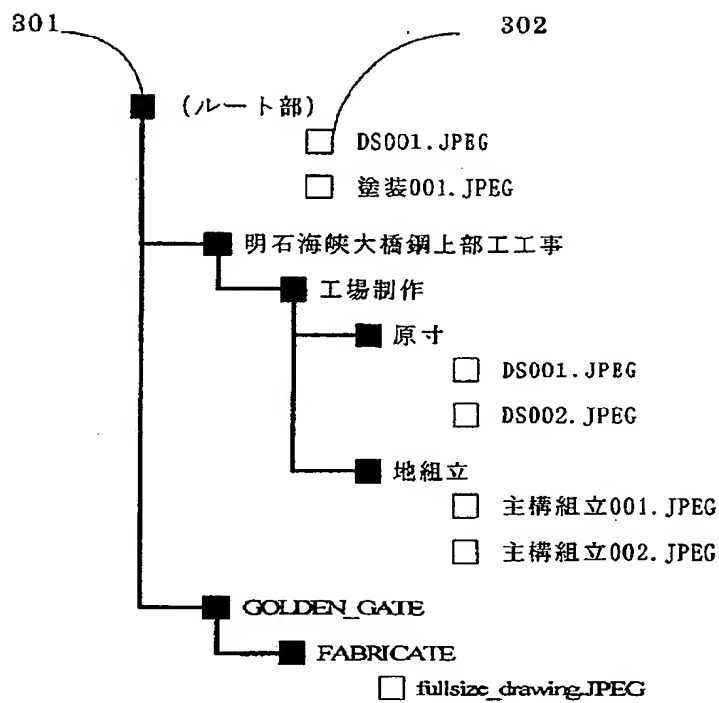 301
302
(ルート部)
DS001.JPEG
塗装001.JPEG
明石海峡大橋鋼上部工工事
工場制作
原寸
DS001.JPEG
DS002.JPEG
地組立
主構組立001.JPEG
主構組立002.JPEG
GOLDEN_GATE
FABRICATE
fullsize_drawing.JPEG